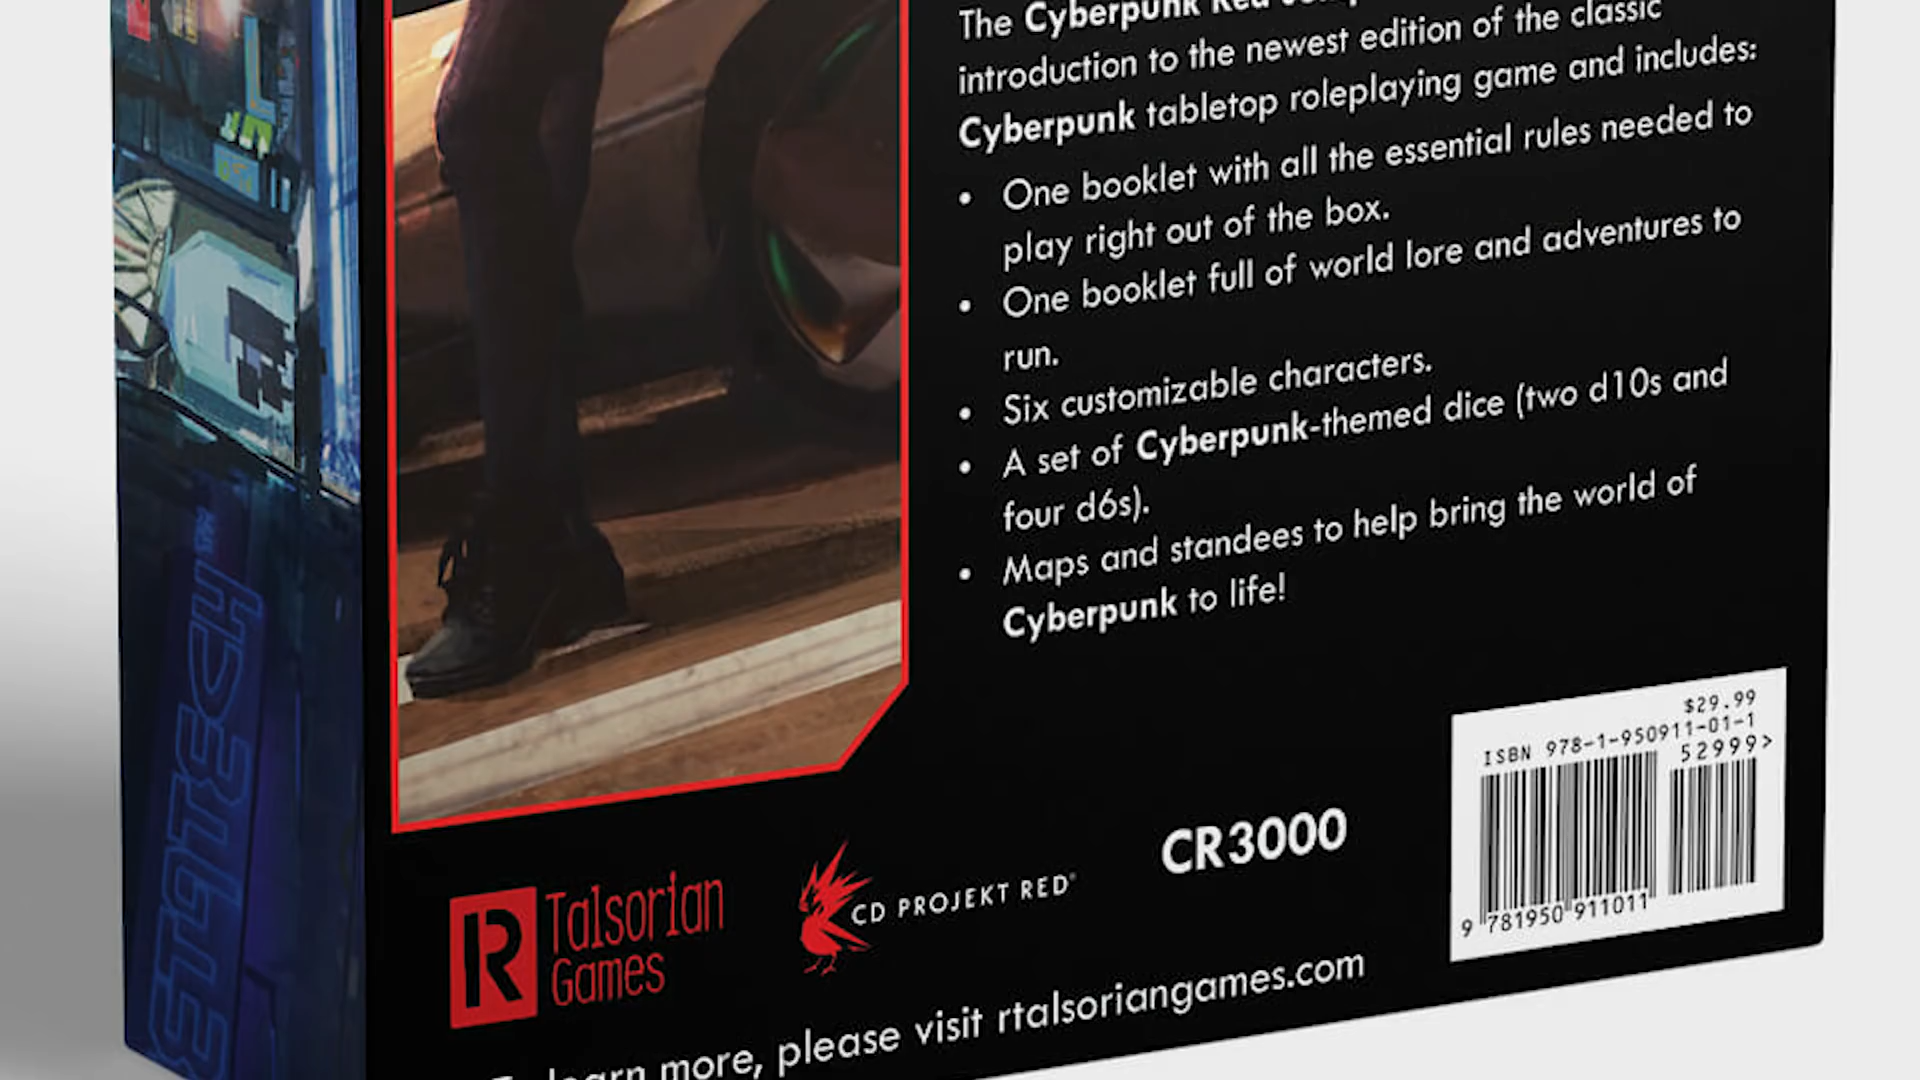 The Cyberpunk Red
introduction to the newest edition of the classic
Cyberpunk tabletop roleplaying game and includes:
• One booklet with all the essential rules needed to
play right out of the box.
• One booklet full of world lore and adventures to
run.
• Six customizable characters.
• A set of Cyberpunk-themed dice (two d10s and
four d6s).
• Maps and standees to help bring the world of
Cyberpunk to life!
$29.99
ISBN 978-1-950911-01-1
52999>
9 781950 911011
CR3000
R Talsorian
Games
CD PROJEKT RED®
learn more, please visit rtalsoriangames.com